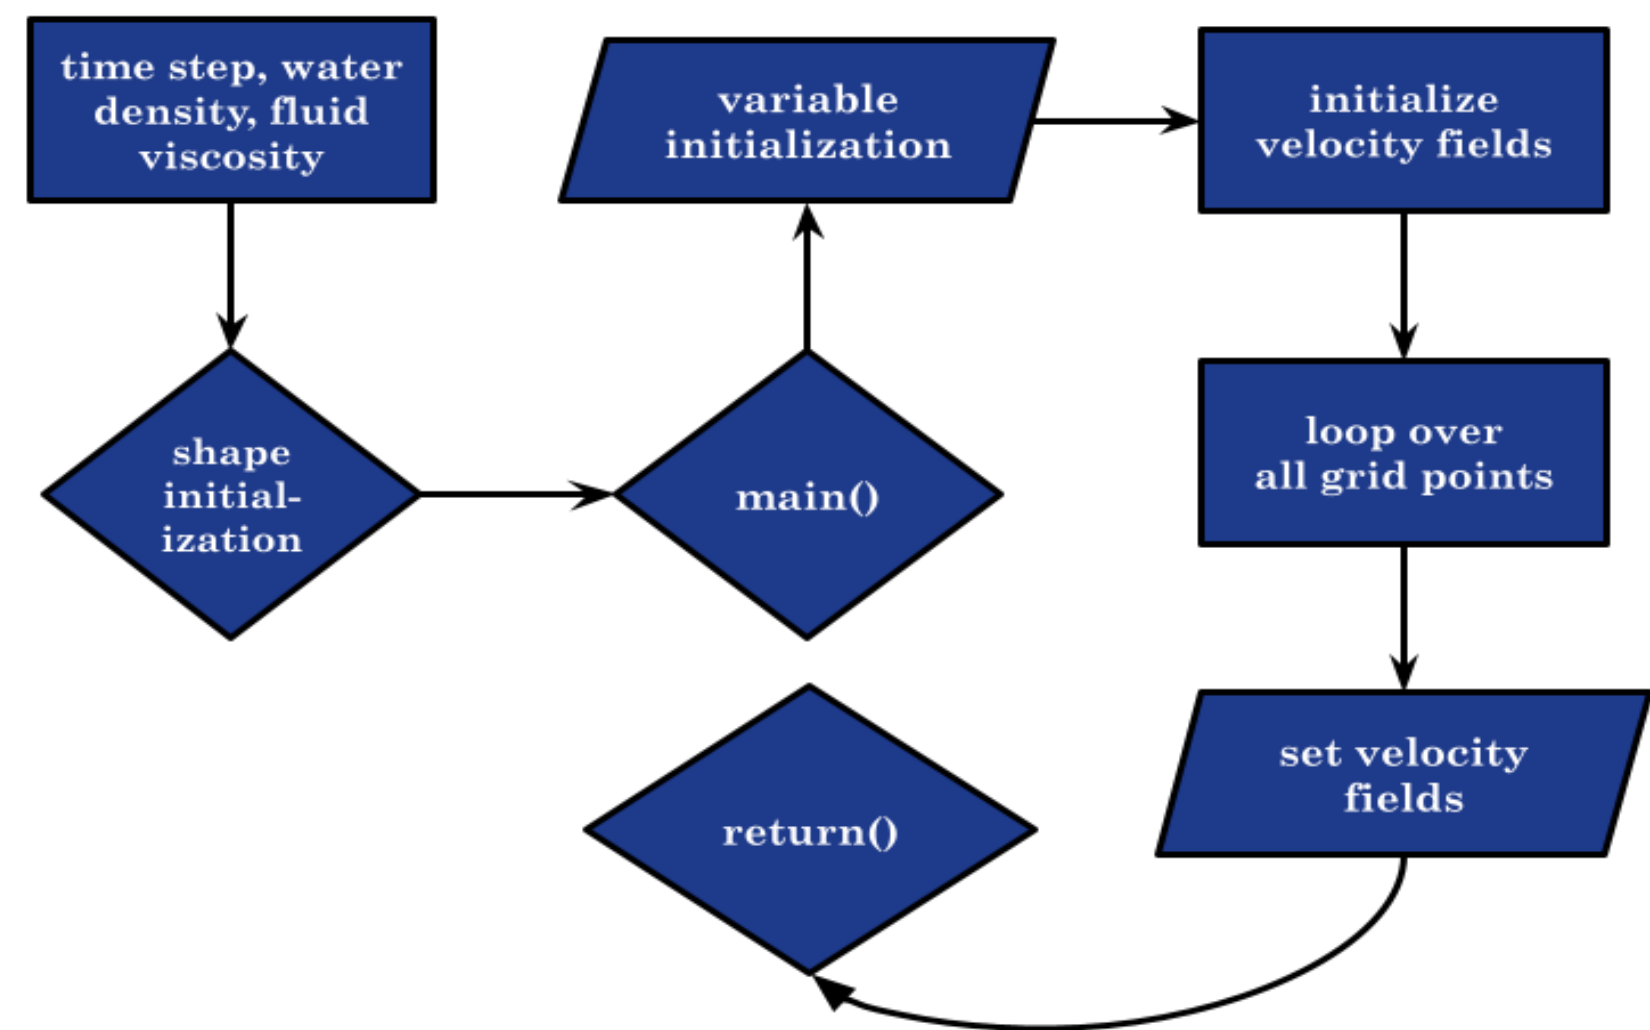 time step, water
density, fluid
viscosity
shape
initial-
ization
main()
variable
initialization
initialize
velocity fields
loop over
all grid points
set velocity
fields
return()